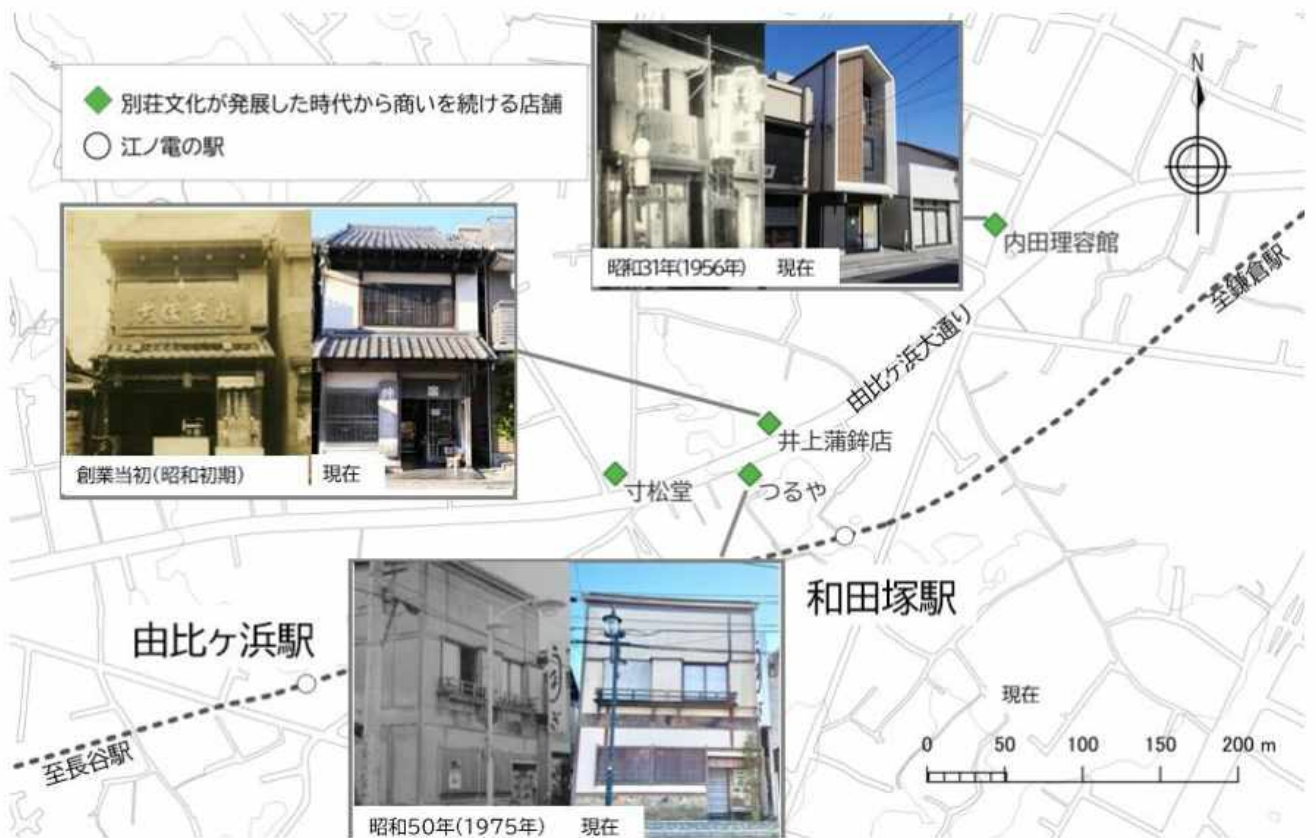 別荘文化が発展した時代から商いを続ける店舗
江ノ電の駅
N
昭和31年(1956年)
現在
内田理容館
至鎌倉駅
由比ヶ浜大通り
創業当初(昭和初期)
現在
井上蒲鉾店
寸松堂
つるや
和田塚駅
由比ヶ浜駅
至長谷駅
うなぎ
昭和50年(1975年)
現在
現在
0 50 100 150 200 m